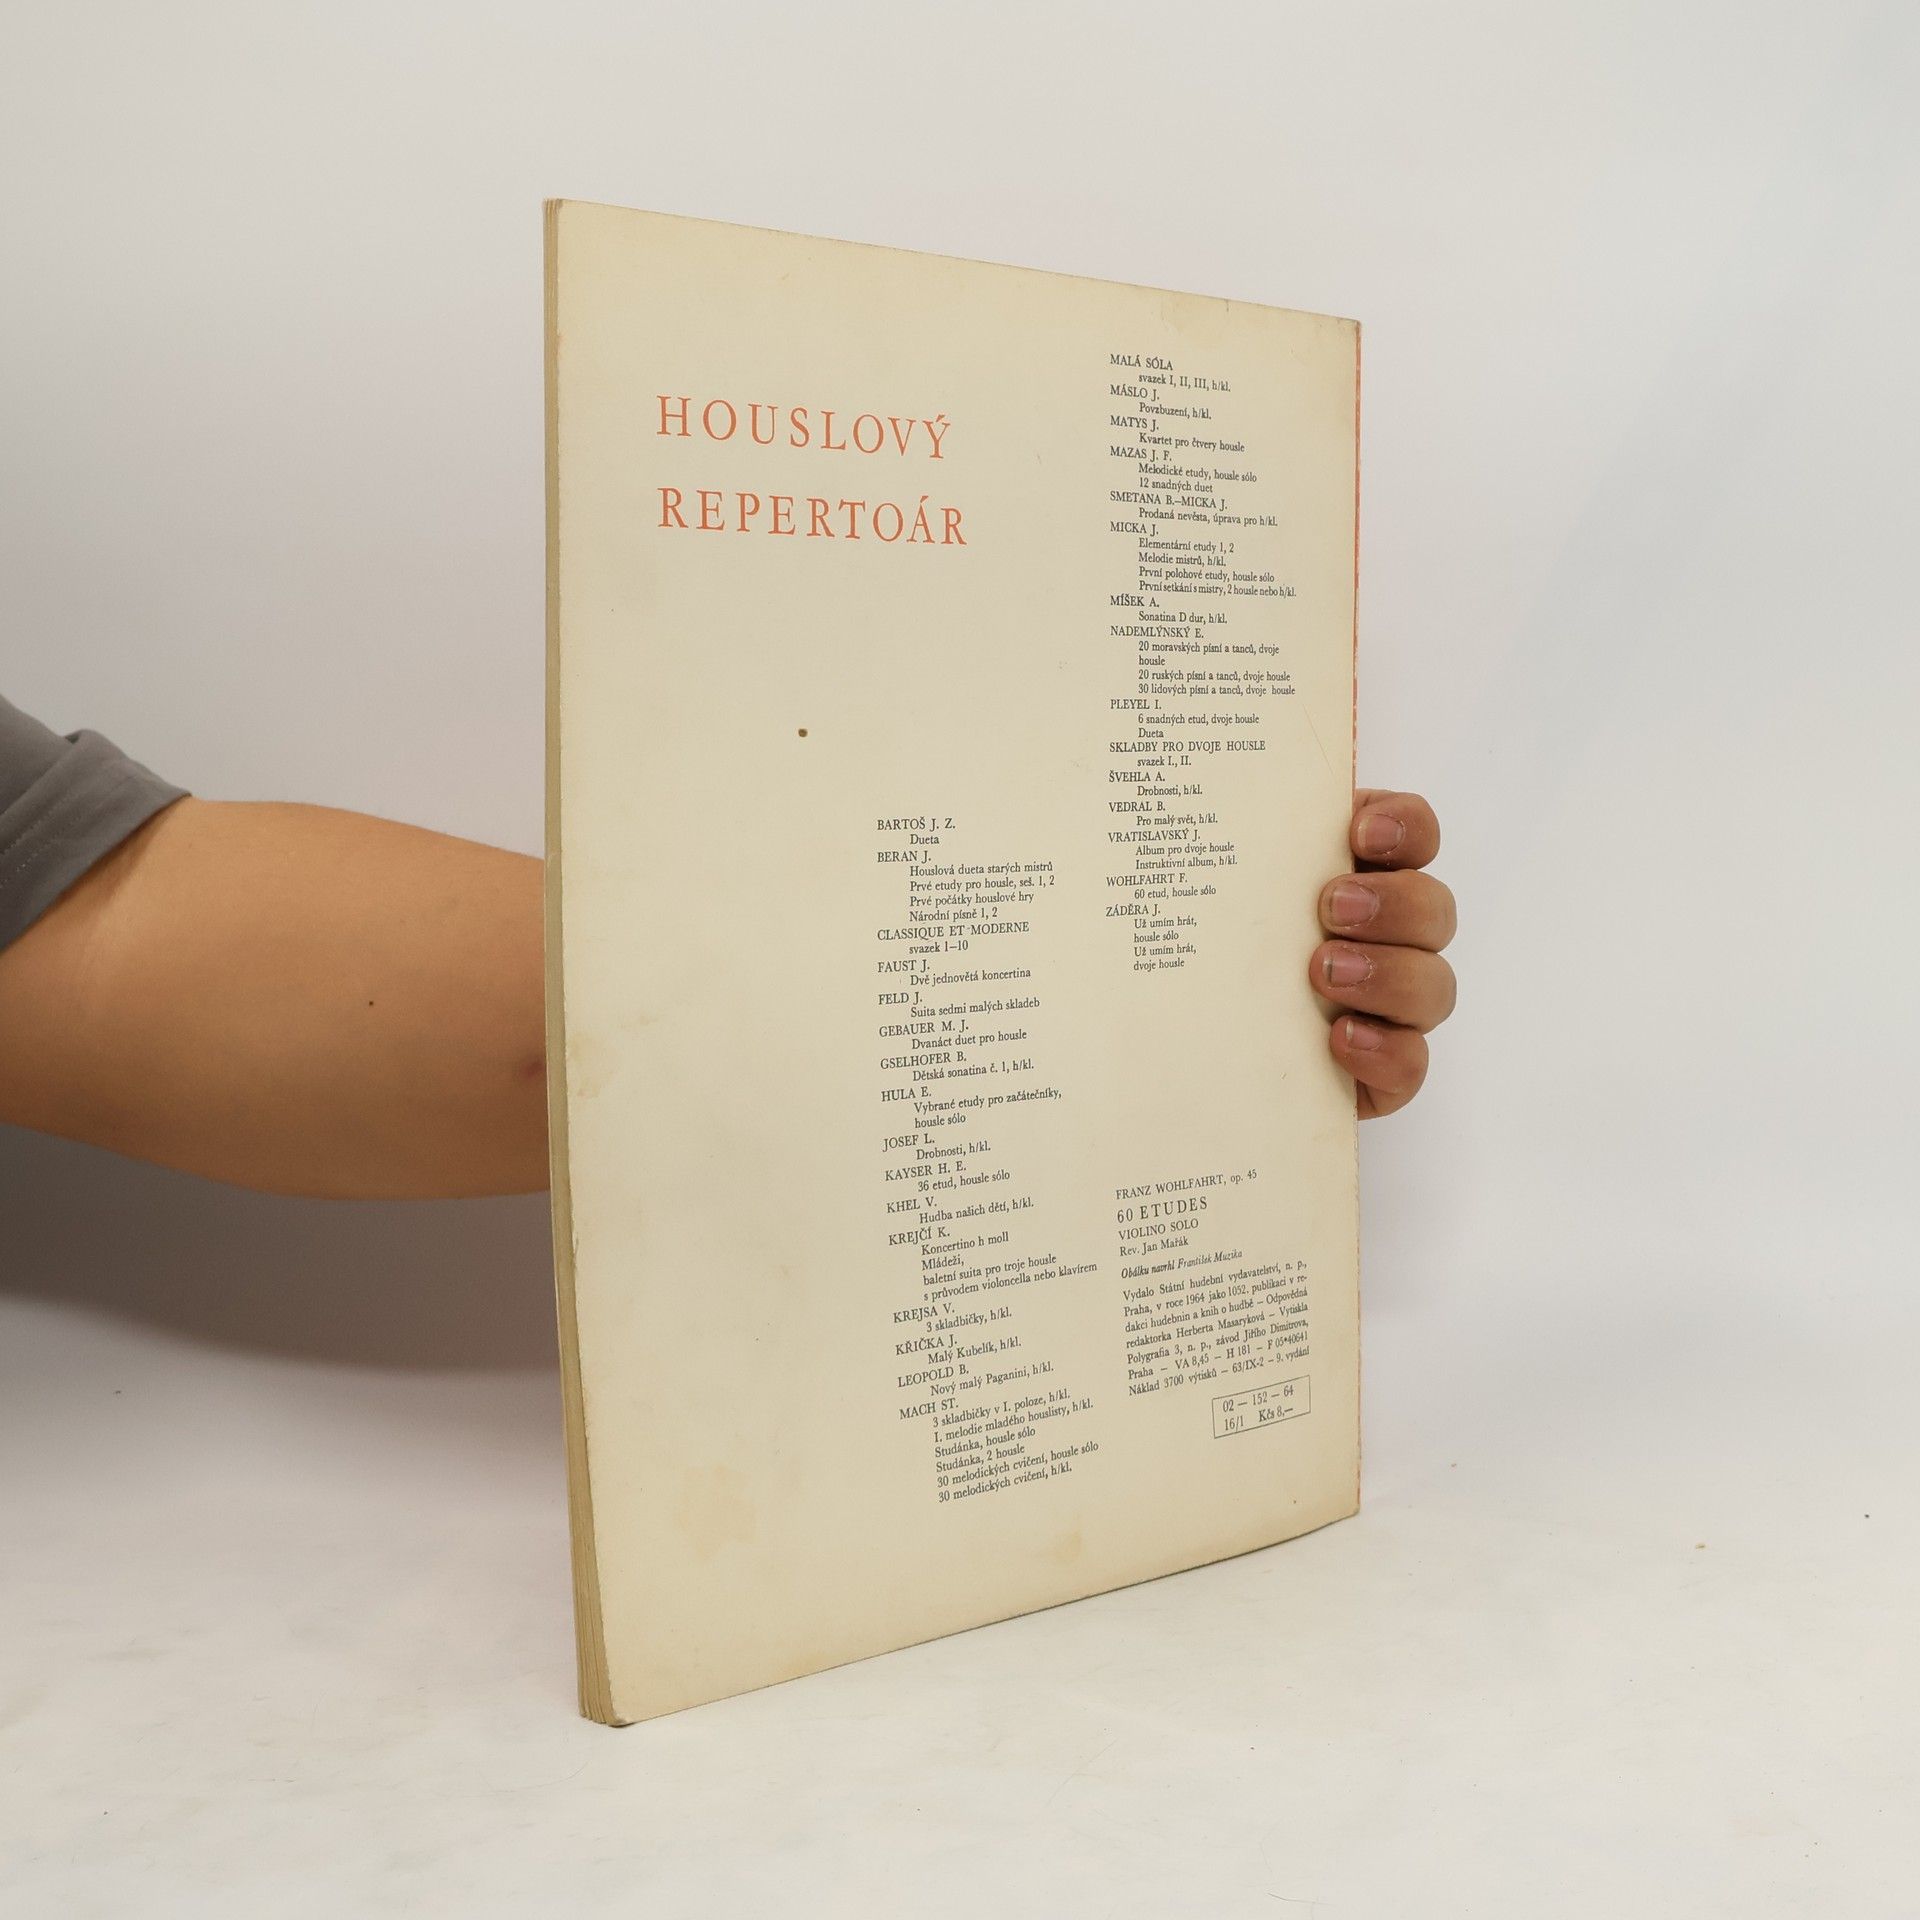 HOUSLOVÝ
REPERTOÁR
BARTOŠ J. Z.
Dueta
BERAN J.
Houslová dueta starých mistrů
Prvé etudy pro housle, seš. 1, 2
Prvé počátky houslové hry
Národní písně 1, 2
CLASSIQUE ET MODERNE
svazek 1–10
FAUST J.
Dvě jednovětá koncertina
FELD J.
Suita sedmi malých skladeb
GEBAUER M. J.
Dvanáct duet pro housle
GSELHOFER B.
Dětská sonatina č. 1, h/kl.
HULA E.
Vybrané etudy pro začátečníky,
housle sólo
JOSEF L.
Drobnosti, h/kl.
KAYSER H. E.
36 etud, housle sólo
KHEL V.
Hudba našich dětí, h/kl.
KREJČÍ K.
Koncertino h moll
Mládeži,
baletní suita pro troje housle
s průvodem violoncella nebo klavírem
KREJSA V.
3 skladbičky, h/kl.
KŘIČKA J.
Malý Kubelík, h/kl.
LEOPOLD B.
Nový malý Paganini, h/kl.
MACH ST.
3 skladbičky v I. poloze, h/kl.
I. melodie mladého houslisty, h/kl.
Studánka, housle sólo
Studánka, 2 housle
30 melodických cvičení, housle sólo
30 melodických cvičení, h/kl.
MALÁ SÓLA
svazek I, II, III, h/kl.
MÁSLO J.
Povzbuzení, h/kl.
MATYS J.
Kvartet pro čtvery housle
MAZAS J. F.
Melodické etudy, housle sólo
12 snadných duet
SMETANA B.–MICKA J.
Prodaná nevěsta, úprava pro h/kl.
MICKA J.
Elementární etudy 1, 2
Melodie mistrů, h/kl.
První polohové etudy, housle sólo
První setkání s mistry, 2 housle nebo h/kl.
MÍŠEK A.
Sonatina D dur, h/kl.
NADEMLÝNSKÝ E.
20 moravských písní a tanců, dvoje
housle
20 ruských písní a tanců, dvoje housle
30 lidových písní a tanců, dvoje housle
PLEYEL I.
6 snadných etud, dvoje housle
Dueta
SKLADBY PRO DVOJE HOUSLE
svazek I., II.
ŠVEHLA A.
Drobnosti, h/kl.
VEDRAL B.
Pro malý svět, h/kl.
VRATISLAVSKÝ J.
Album pro dvoje housle
Instruktivní album, h/kl.
WOHLFAHRT F.
60 etud, housle sólo
ZÁDĚRA J.
Už umím hrát,
housle sólo
Už umím hrát,
dvoje housle
FRANZ WOHLFAHRT, op. 45
60 ETUDES
VIOLINO SOLO
Rev. Jan Mařák
Obálku navrhl František Muzika
Vydalo Státní hudební vydavatelství, n. p.,
Praha, v roce 1964 jako 1052. publikaci v re-
dakci hudebnin a knih o hudbě – Odpovědná
redaktorka Herberta Masaryková – Vytiskla
Polygrafia 3, n. p., závod Jiřího Dimitrova,
Praha – VA 8,45 – H 181 – F 05*40641
Náklad 3700 výtisků – 63/IX-2 – 9. vydání
02 – 152 – 64
16/1 Kčs 8,–